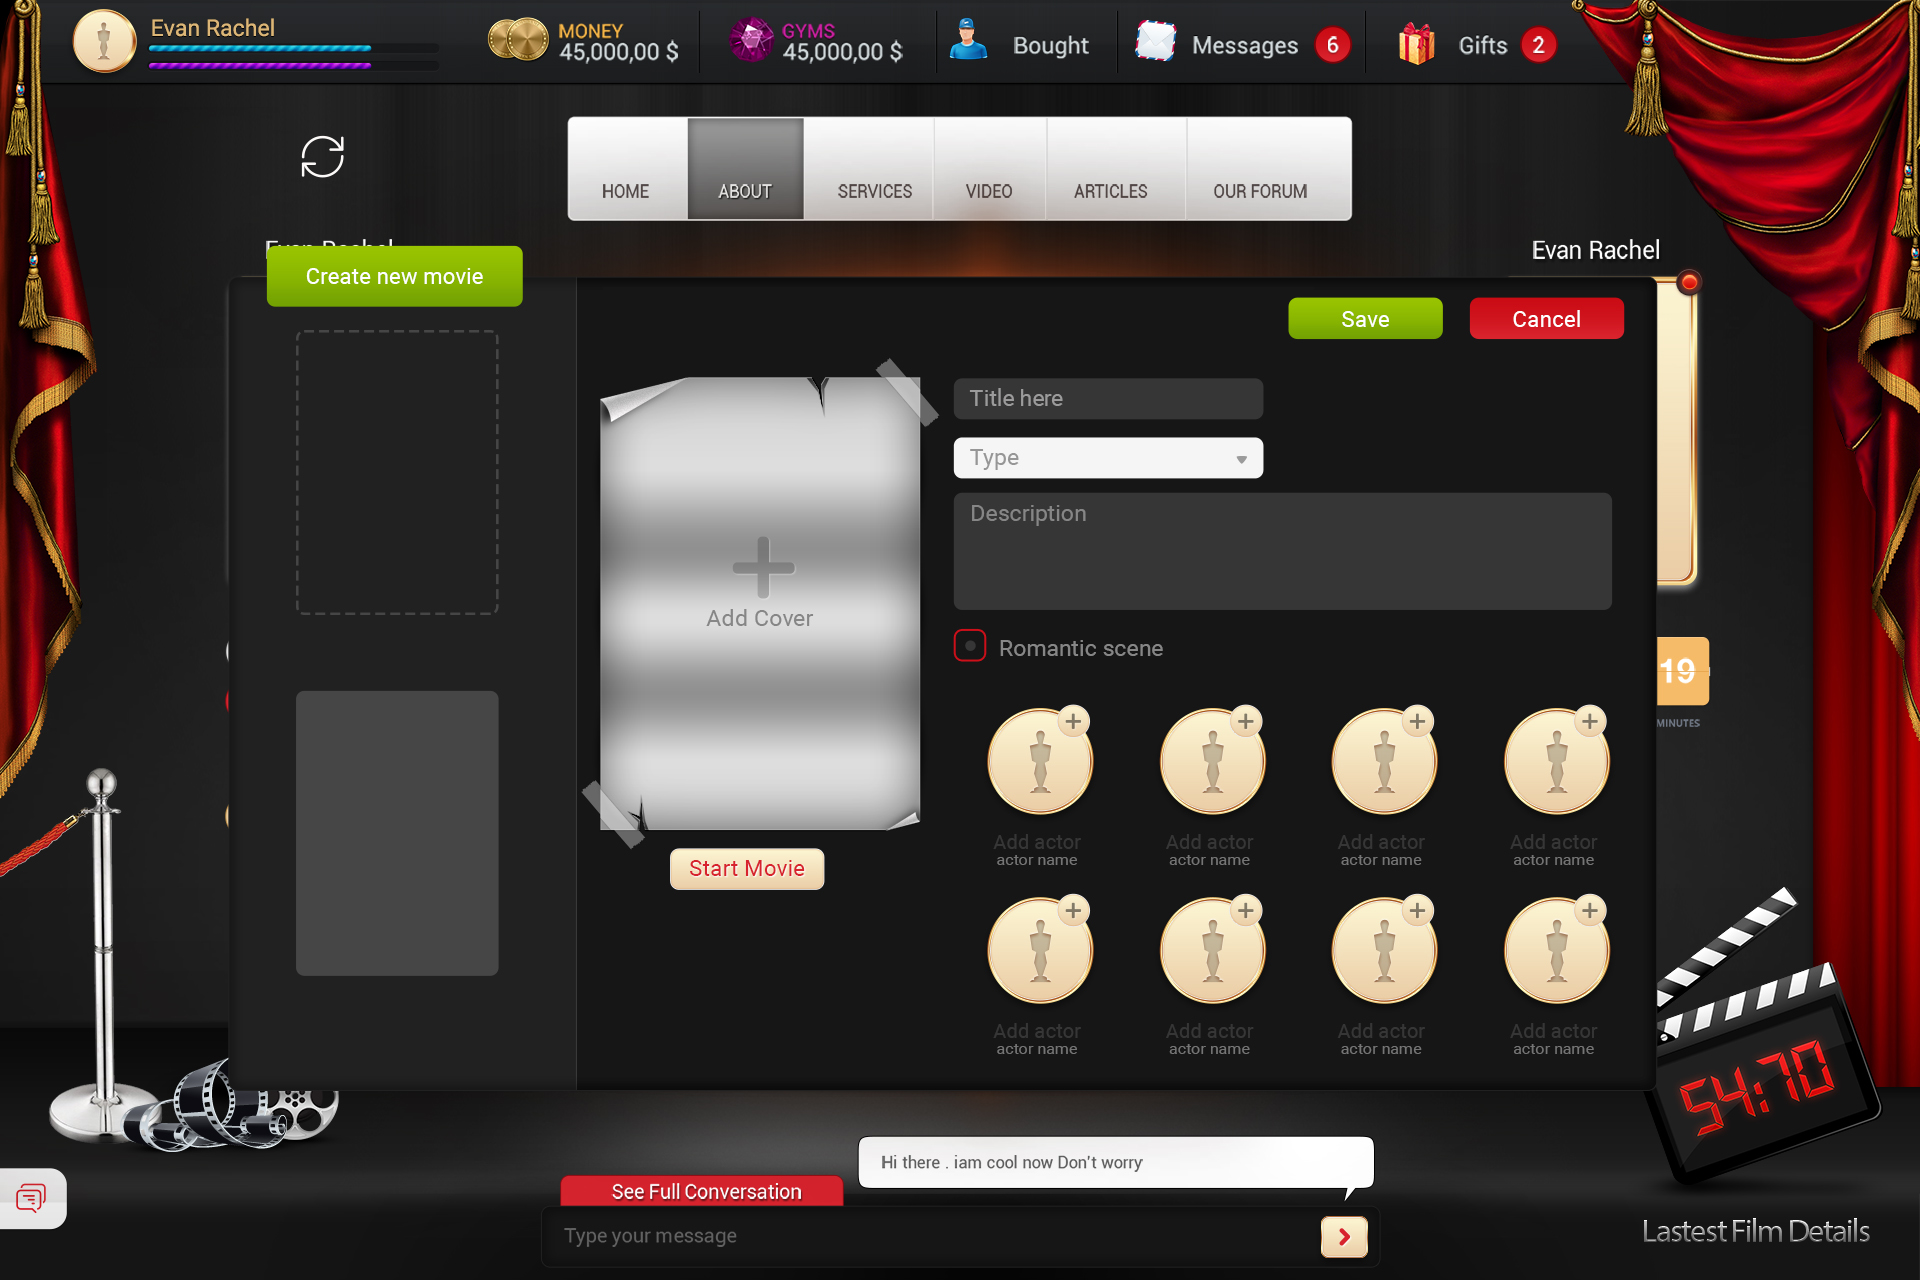 Evan Rachel
MONEY
45,000,00 $
GYMS
45,000,00 $
Bought
Messages 6
Gifts 2
HOME
ABOUT
SERVICES
VIDEO
ARTICLES
OUR FORUM
Evan Rachel
Evan Rachel
Create new movie
Save
Cancel
Title here
Type
Description
Add Cover
Romantic scene
19
MINUTES
Add actor
actor name
Add actor
actor name
Add actor
actor name
Add actor
actor name
Start Movie
Add actor
actor name
Add actor
actor name
Add actor
actor name
Add actor
actor name
54:70
Hi there . iam cool now Don't worry
See Full Conversation
Type your message
Lastest Film Details